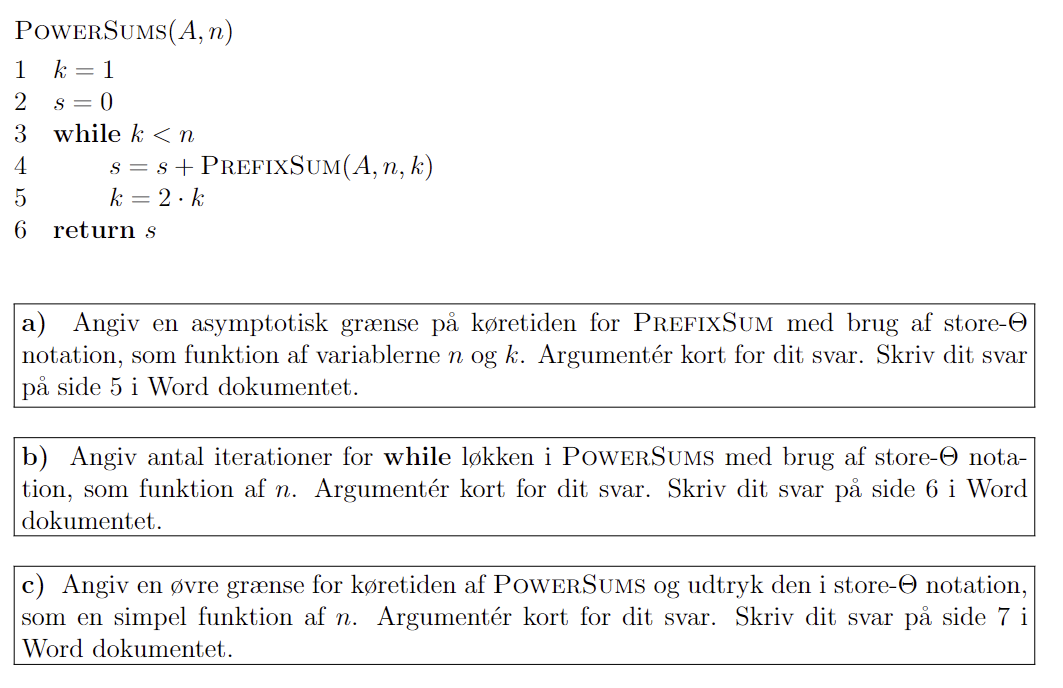 POWERSUMS(A, n)
1 k = 1
2 s = 0
3 while k < n
4 s = s + PREFIXSUM(A, n, k)
5 k = 2 · k
6 return s
a) Angiv en asymptotisk grænse på køretiden for PREFIXSUM med brug af store-Θ
notation, som funktion af variablerne n og k. Argumentér kort for dit svar. Skriv dit svar
på side 5 i Word dokumentet.
b) Angiv antal iterationer for while løkken i POWERSUMS med brug af store-Θ nota-
tion, som funktion af n. Argumentér kort for dit svar. Skriv dit svar på side 6 i Word
dokumentet.
c) Angiv en øvre grænse for køretiden af POWERSUMS og udtryk den i store-Θ notation,
som en simpel funktion af n. Argumentér kort for dit svar. Skriv dit svar på side 7 i
Word dokumentet.